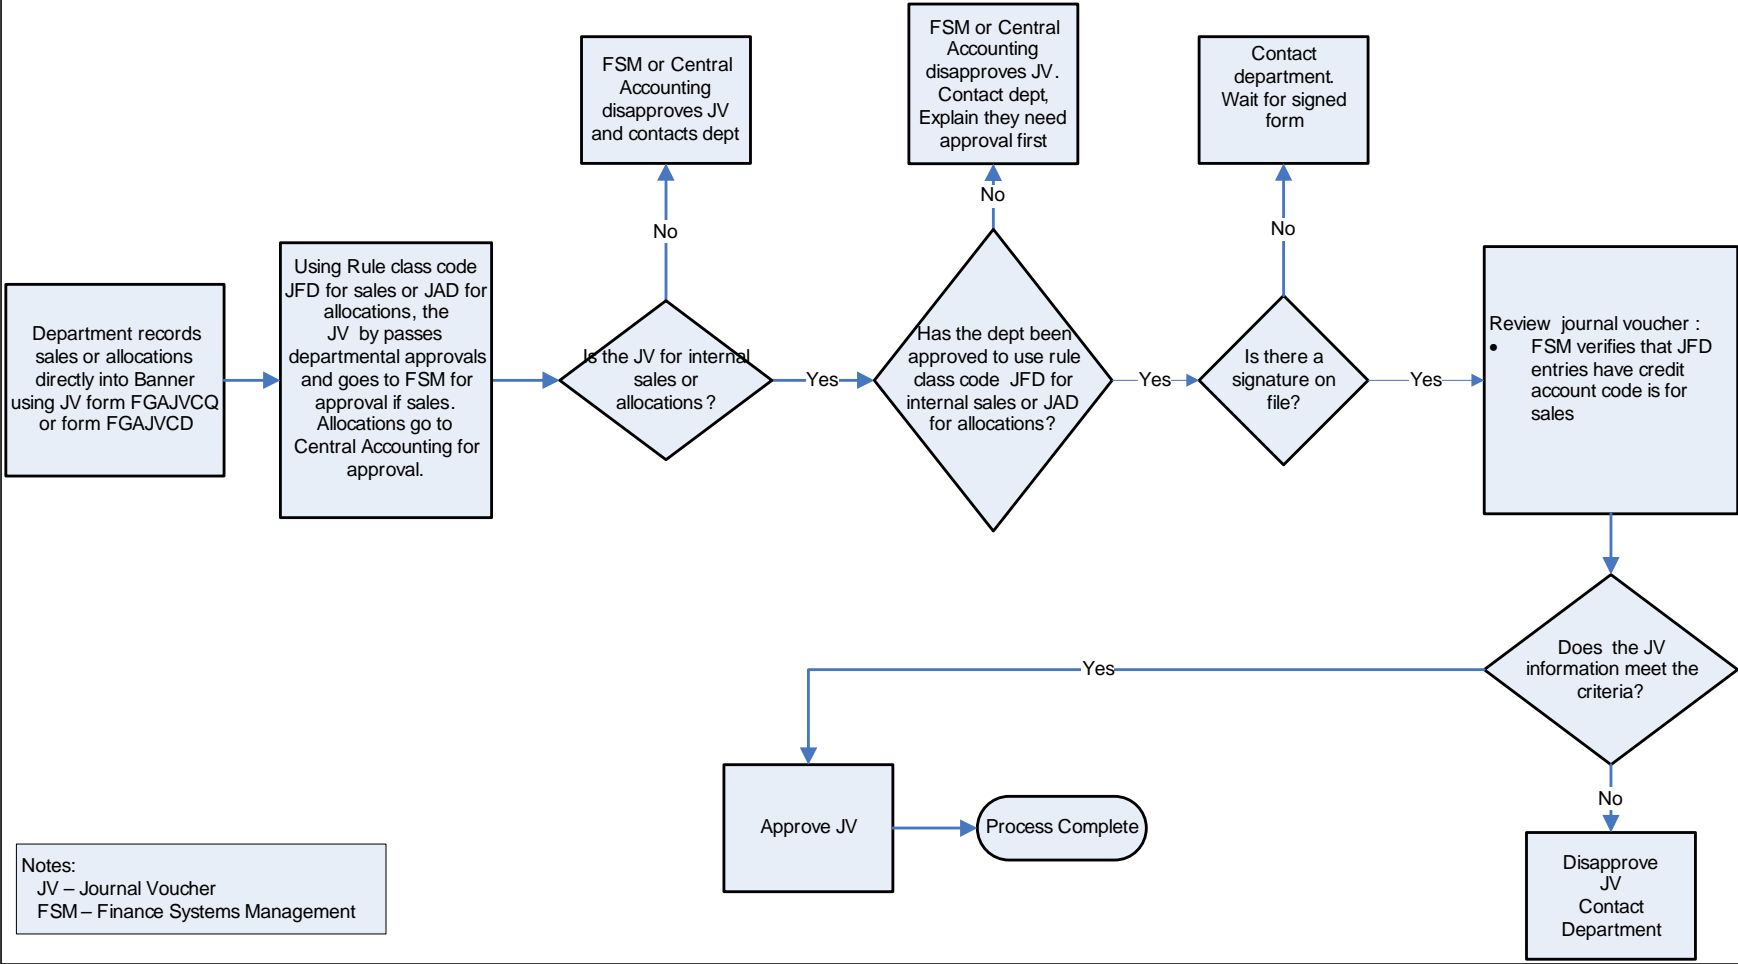 FSM or Central
Accounting
disapproves JV
and contacts dept
FSM or Central
Accounting
disapproves JV.
Contact dept,
Explain they need
approval first
Contact
department.
Wait for signed
form
No
No
No
Department records
sales or allocations
directly into Banner
using JV form FGAJVCQ
or form FGAJVCD
Using Rule class code
JFD for sales or JAD for
allocations, the
JV by passes
departmental approvals
and goes to FSM for
approval if sales.
Allocations go to
Central Accounting for
approval.
Is the JV for internal
sales or
allocations?
Yes
Has the dept been
approved to use rule
class code JFD for
internal sales or JAD
for allocations?
Yes
Is there a
signature on
file?
Yes
Review journal voucher :
• FSM verifies that JFD
entries have credit
account code is for
sales
Does the JV
information meet the
criteria?
Yes
No
Approve JV
Process Complete
Disapprove
JV
Contact
Department
Notes:
JV – Journal Voucher
FSM – Finance Systems Management